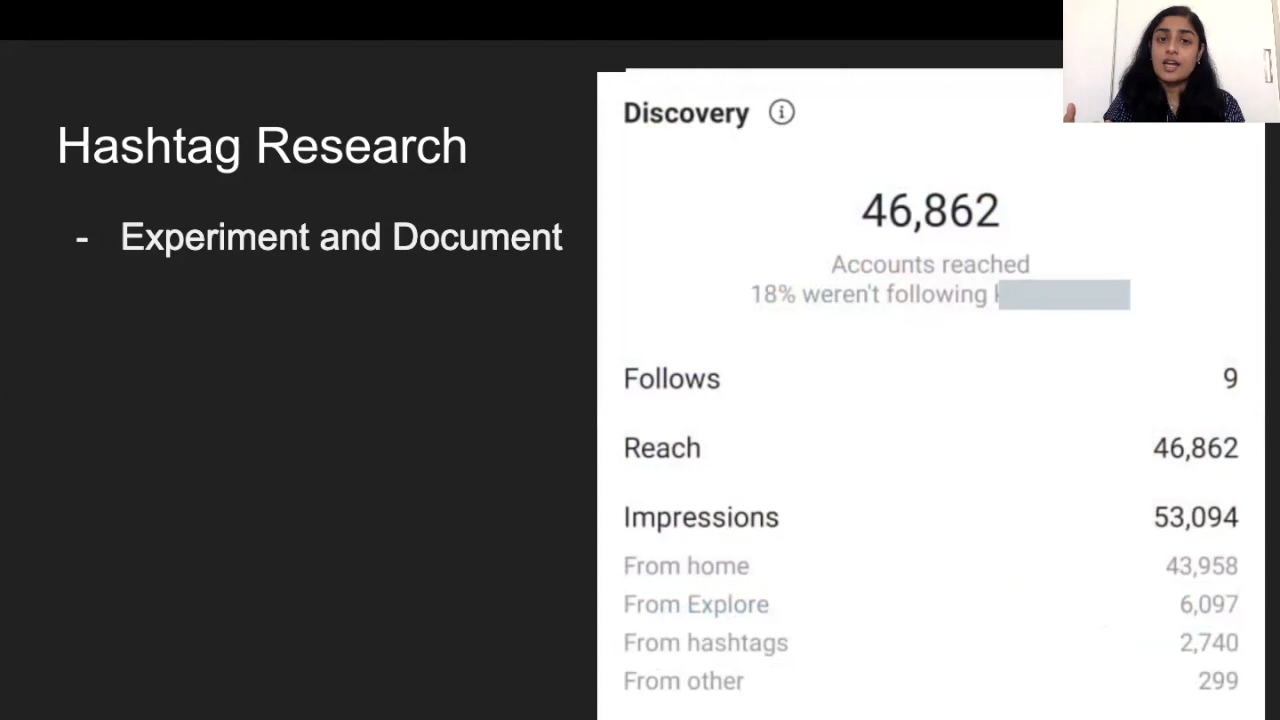 Hashtag Research
- Experiment and Document
Discovery
46,862
Accounts reached
18% weren't following
Follows 9
Reach 46,862
Impressions 53,094
From home 43,958
From Explore 6,097
From hashtags 2,740
From other 299